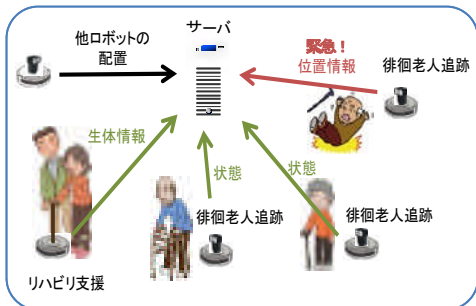 サーバ
他ロボットの
配置
緊急！
位置情報
徘徊老人追跡
生体情報
状態
状態
徘徊老人追跡
徘徊老人追跡
リハビリ支援